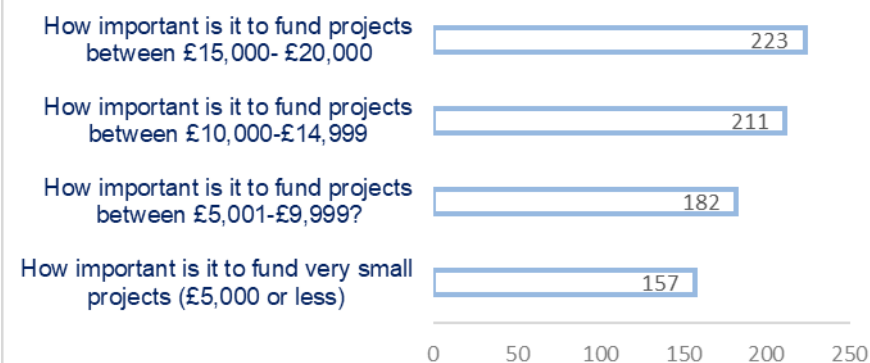 How important is it to fund projects
between £15,000- £20,000
223
How important is it to fund projects
between £10,000-£14,999
211
How important is it to fund projects
between £5,001-£9,999?
182
How important is it to fund very small
projects (£5,000 or less)
157
0 50 100 150 200 250